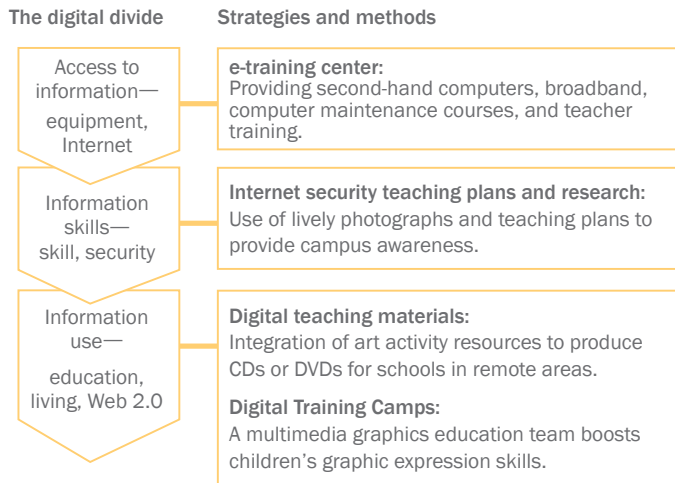 The digital divide
Strategies and methods
Access to
information—
equipment,
Internet
e-training center:
Providing second-hand computers, broadband,
computer maintenance courses, and teacher
training.
Information
skills—
skill, security
Internet security teaching plans and research:
Use of lively photographs and teaching plans to
provide campus awareness.
Information
use—
education,
living, Web 2.0
Digital teaching materials:
Integration of art activity resources to produce
CDs or DVDs for schools in remote areas.
Digital Training Camps:
A multimedia graphics education team boosts
children’s graphic expression skills.